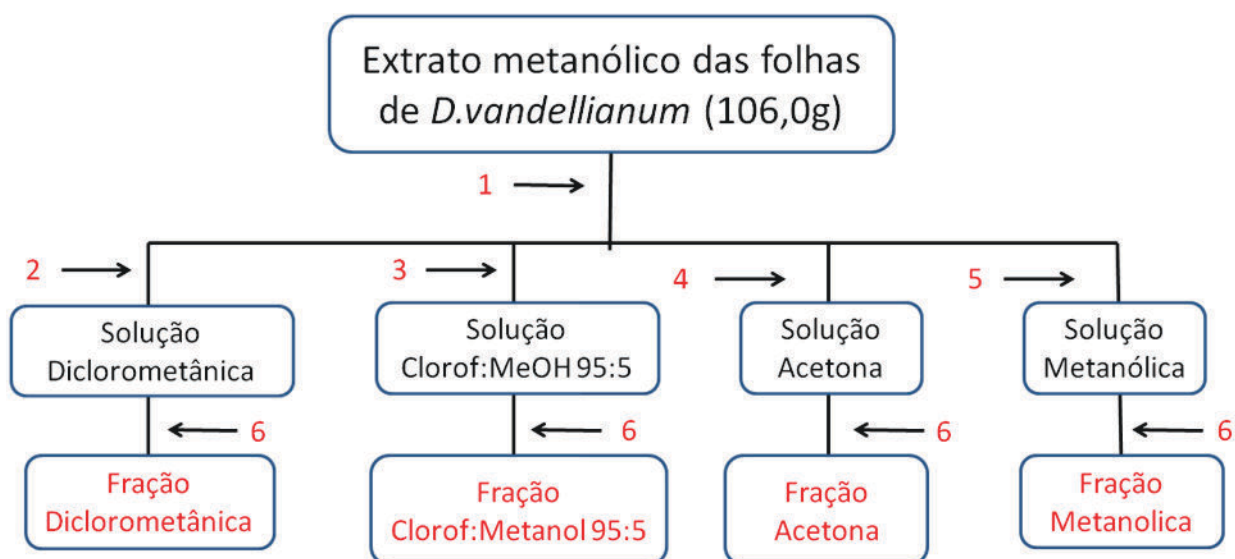 Extrato metanólico das folhas
de D.vandellianum (106,0g)
1
2
3
4
5
Solução
Diclorometânica
Solução
Clorof:MeOH 95:5
Solução
Acetona
Solução
Metanólica
6
6
6
6
Fração
Diclorometânica
Fração
Clorof:Metanol 95:5
Fração
Acetona
Fração
Metanolica